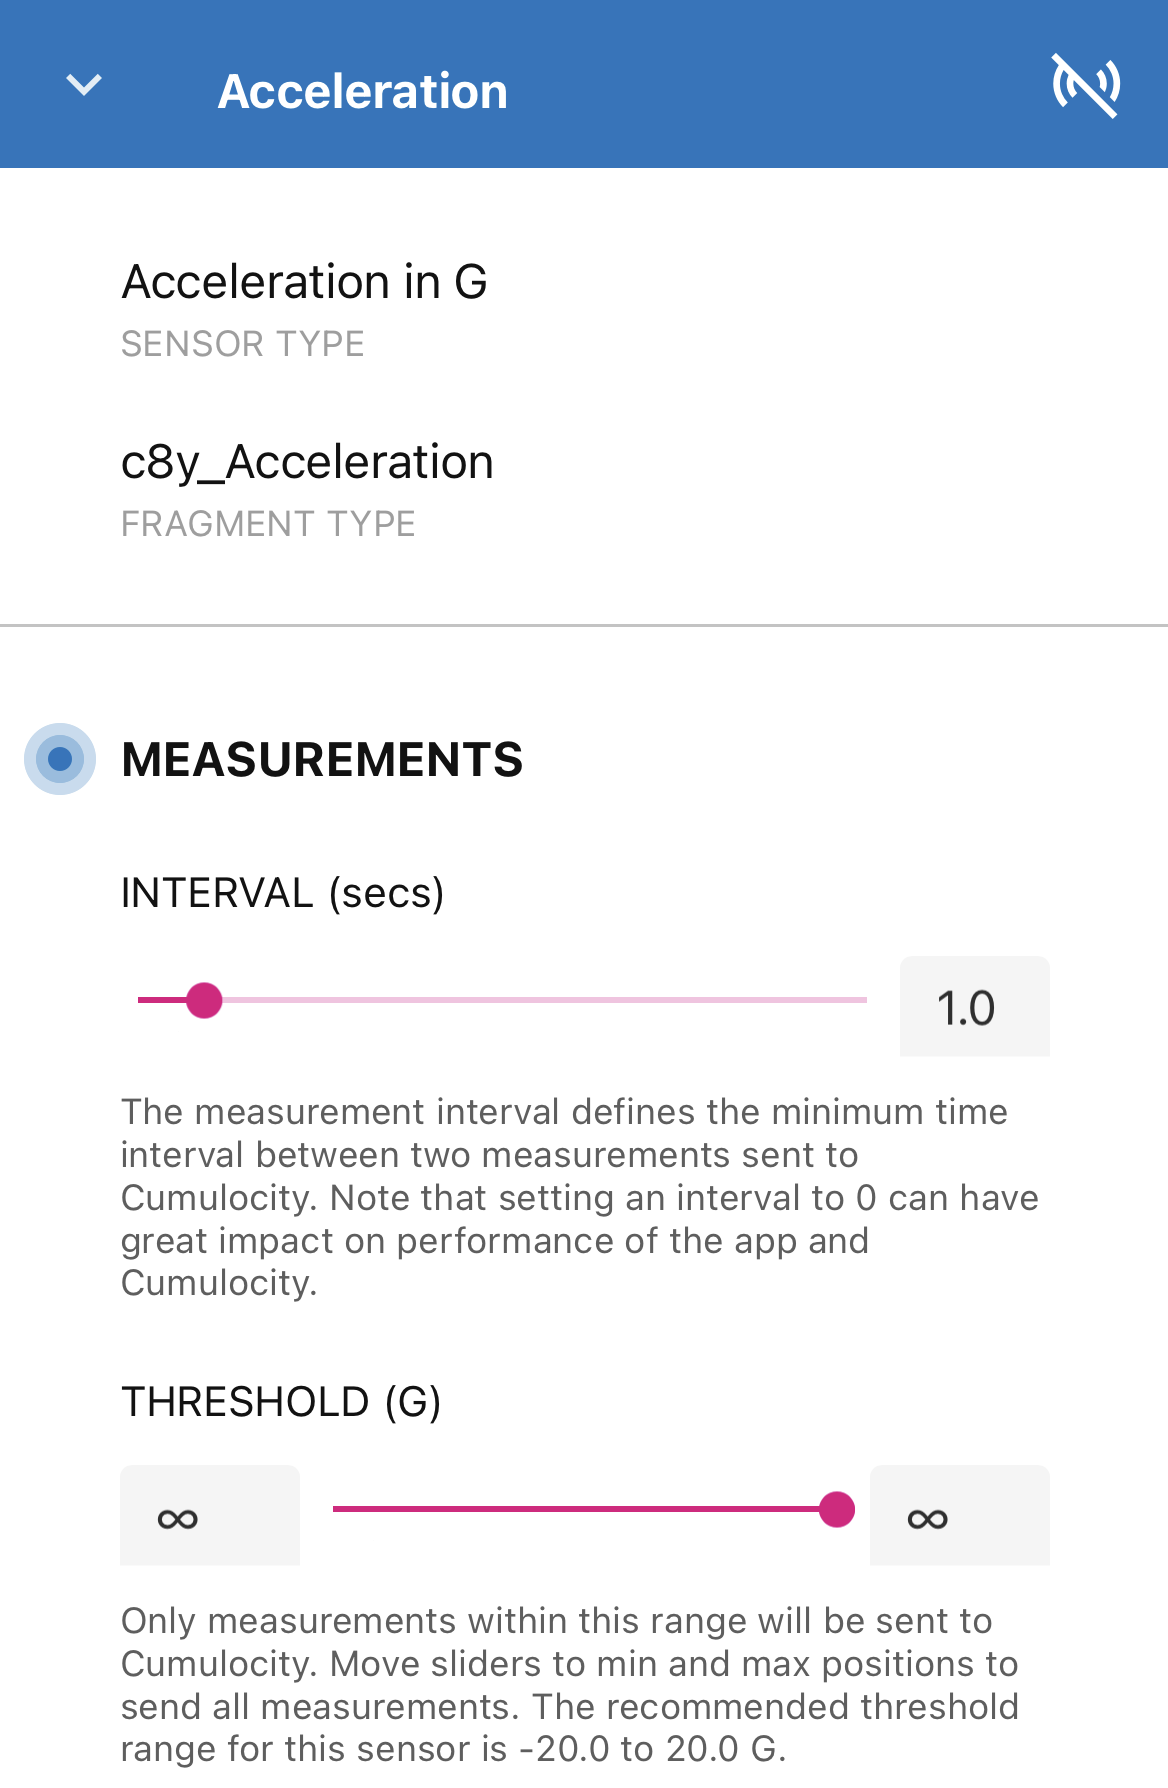 Acceleration
Acceleration in G
SENSOR TYPE
c8y_Acceleration
FRAGMENT TYPE
MEASUREMENTS
INTERVAL (secs)
1.0
The measurement interval defines the minimum time
interval between two measurements sent to
Cumulocity. Note that setting an interval to 0 can have
great impact on performance of the app and
Cumulocity.
THRESHOLD (G)
∞ ∞
Only measurements within this range will be sent to
Cumulocity. Move sliders to min and max positions to
send all measurements. The recommended threshold
range for this sensor is -20.0 to 20.0 G.